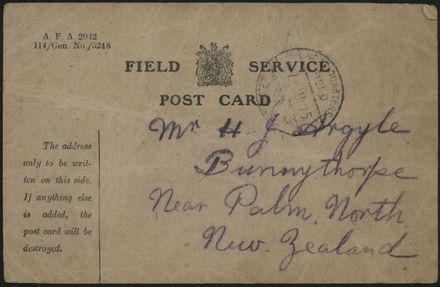 A. F. A. 2042
114/Gen. No./5248
FIELD SERVICE
POST CARD
The address
only to be writ-
ten on this side.
If anything else
is added, the
post card will be
destroyed.
Mr H J. Argyle
Bunnythorpe
Near Palm. North
New Zealand.